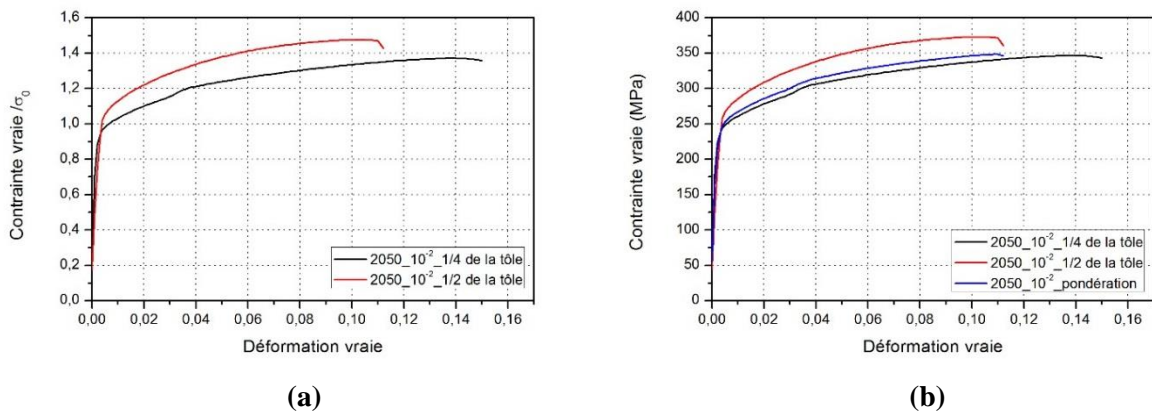 Contrainte vraie /σ₀
1,6
1,4
1,2
1,0
0,8
0,6
0,4
0,2
0,0
0,00 0,02 0,04 0,06 0,08 0,10 0,12 0,14 0,16
Déformation vraie
2050_10⁻²_1/4 de la tôle
2050_10⁻²_1/2 de la tôle
(a)
Contrainte vraie (MPa)
400
350
300
250
200
150
100
50
0
0,00 0,02 0,04 0,06 0,08 0,10 0,12 0,14 0,16
Déformation vraie
2050_10⁻²_1/4 de la tôle
2050_10⁻²_1/2 de la tôle
2050_10⁻²_pondération
(b)